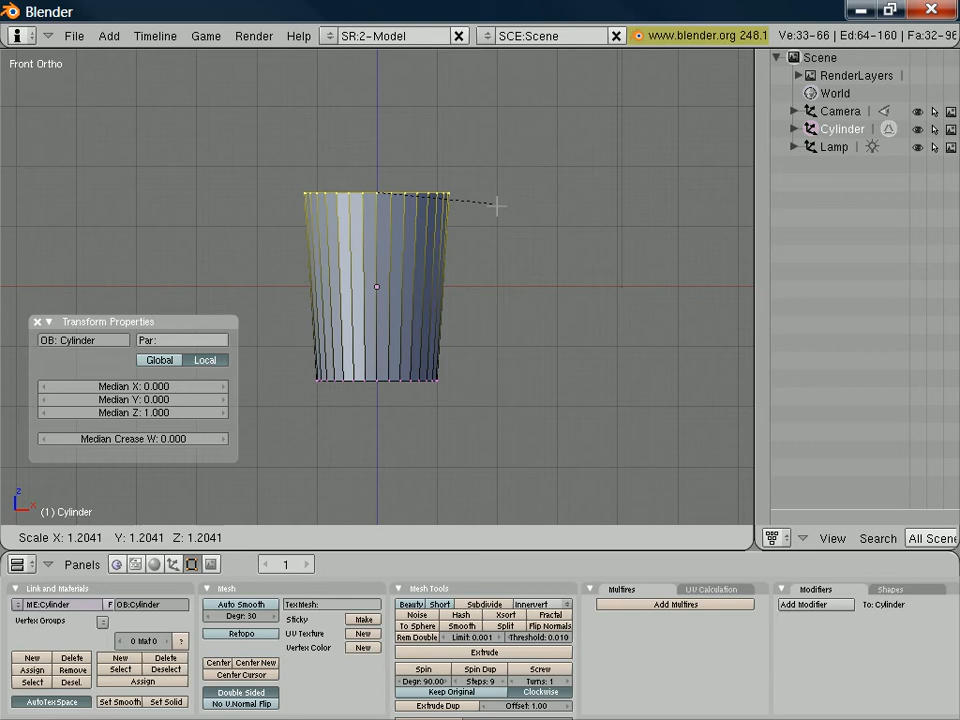 Blender
File Add Timeline Game Render Help SR:2-Model SCE:Scene www.blender.org 248.1 Ve:33-66 | Ed:64-160 | Fa:32-96
Front Ortho
Scene
RenderLayers
World
Camera
Cylinder
Lamp
Transform Properties
OB: Cylinder Par:
Global Local
Median X: 0.000
Median Y: 0.000
Median Z: 1.000
Median Crease W: 0.000
z
x
(1) Cylinder
Scale X: 1.2041 Y: 1.2041 Z: 1.2041
View Search All Scene
Panels 1
Link and Materials Mesh Mesh Tools Multires UV Calculation Modifiers Shapes
ME:Cylinder F OB:Cylinder
Vertex Groups
0 Mat 0 ?
New Delete New Delete
Assign Remove Select Deselect
Select Desel. Assign
AutoTexSpace Set Smooth Set Solid
Auto Smooth
Degr: 30
Retopo
Center Center New
Center Cursor
Double Sided
No V.Normal Flip
TexMesh:
Sticky Make
UV Texture New
Vertex Color New
Beauty Short Subdivide Innervert
Noise Hash Xsort Fractal
To Sphere Smooth Split Flip Normals
Rem Double Limit: 0.001 Threshold: 0.010
Extrude
Spin Spin Dup Screw
Degr: 90.00 Steps: 9 Turns: 1
Keep Original Clockwise
Extrude Dup Offset: 1.00
Add Multires
Add Modifier To: Cylinder